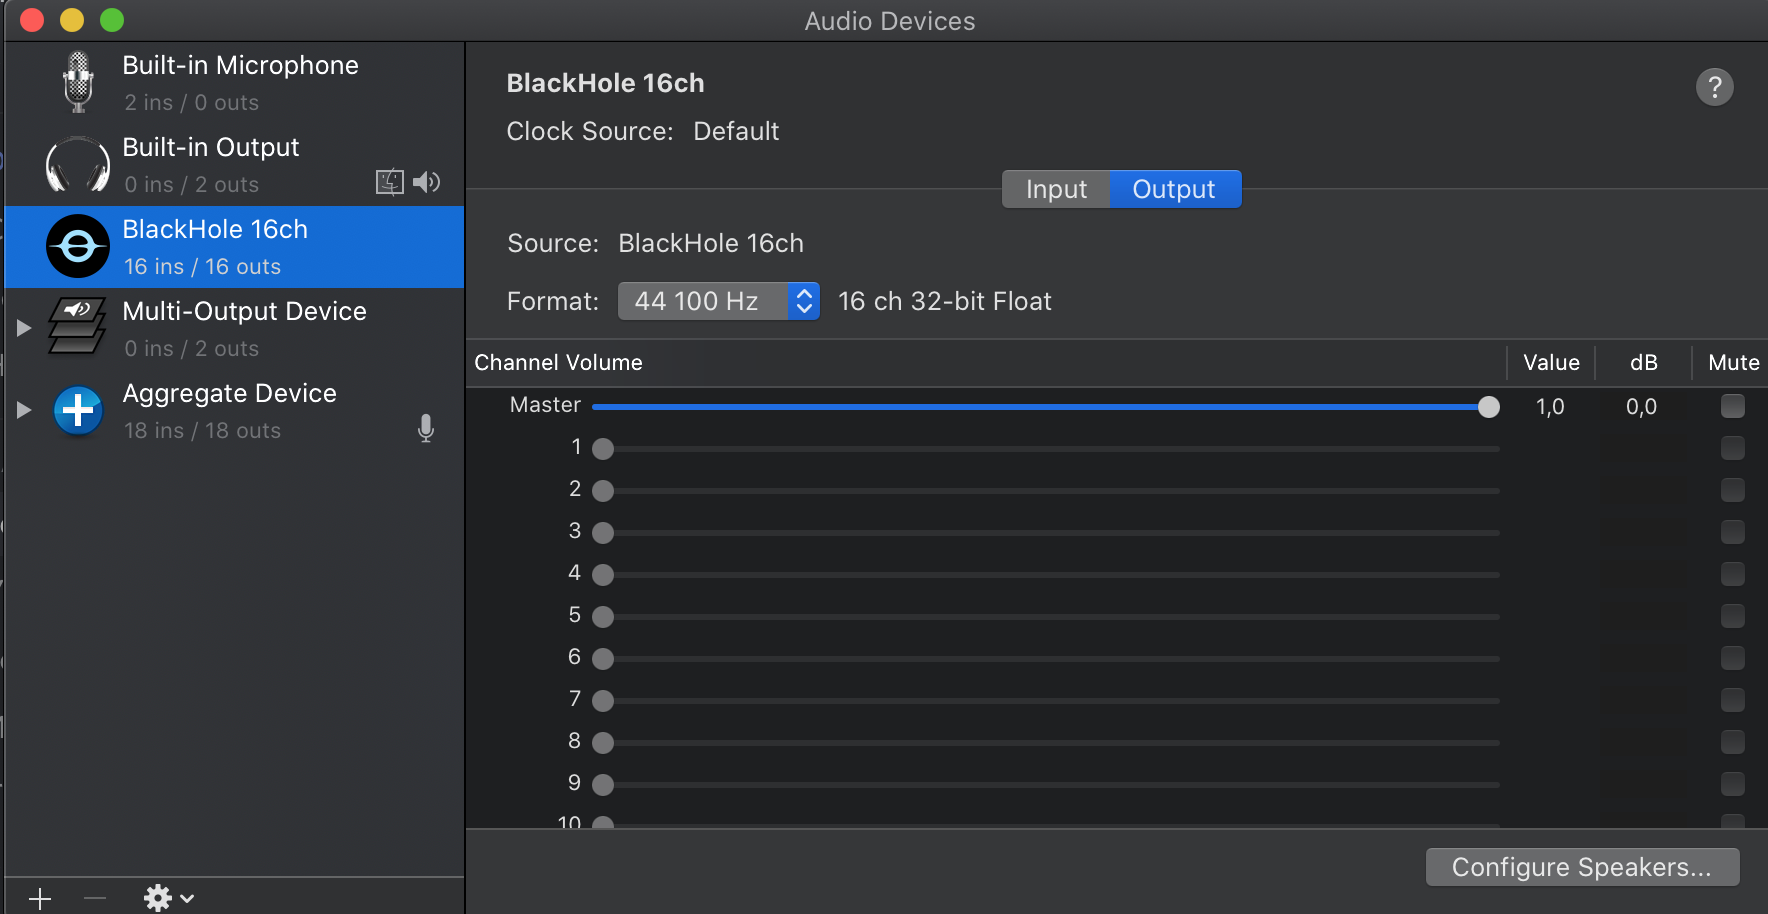 Audio Devices
Built-in Microphone
2 ins / 0 outs
Built-in Output
0 ins / 2 outs
BlackHole 16ch
16 ins / 16 outs
Multi-Output Device
0 ins / 2 outs
Aggregate Device
18 ins / 18 outs
BlackHole 16ch
?
Clock Source: Default
Input Output
Source: BlackHole 16ch
Format: 44 100 Hz 16 ch 32-bit Float
Channel Volume Value dB Mute
Master 1,0 0,0
1
2
3
4
5
6
7
8
9
10
Configure Speakers...